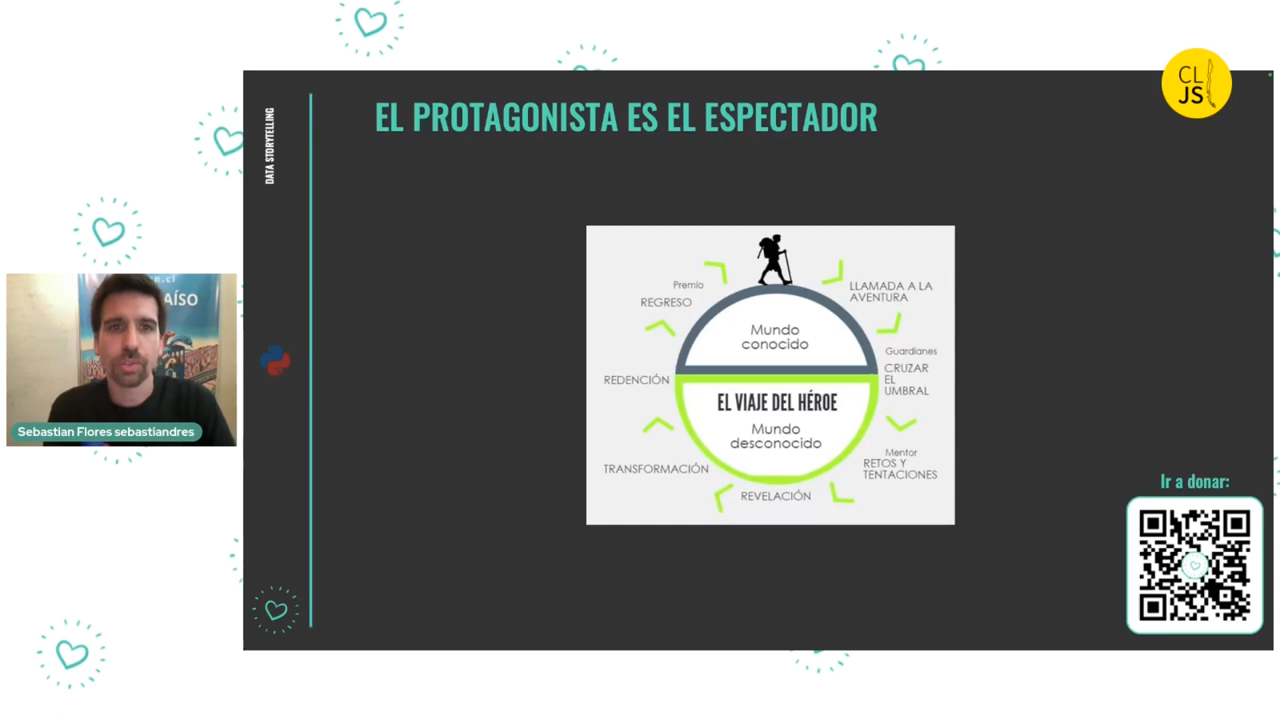 CL
JS
DATA STORYTELLING
EL PROTAGONISTA ES EL ESPECTADOR
Premio
REGRESO
LLAMADA A LA
AVENTURA
Mundo
conocido
Guardianes
CRUZAR
EL
UMBRAL
REDENCIÓN
EL VIAJE DEL HÉROE
Mundo
desconocido
Mentor
RETOS Y
TENTACIONES
TRANSFORMACIÓN
REVELACIÓN
Sebastian Flores sebastiandres
Ir a donar: